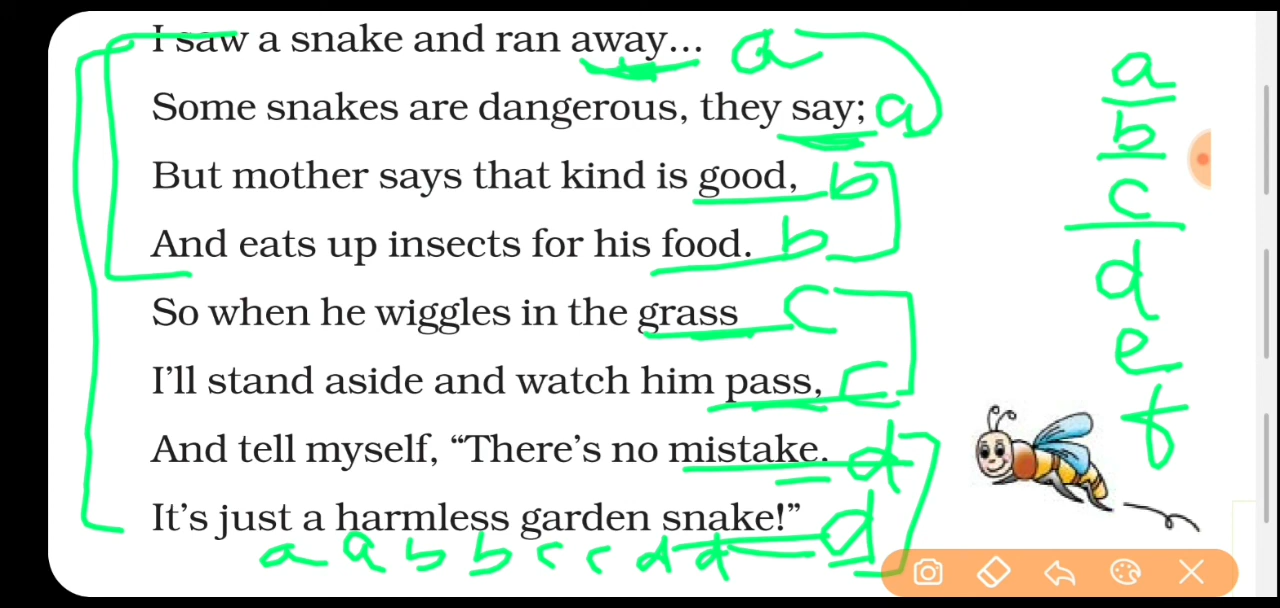 I saw a snake and ran away... a
Some snakes are dangerous, they say; a
But mother says that kind is good, b
And eats up insects for his food. b
So when he wiggles in the grass c
I'll stand aside and watch him pass, c
And tell myself, “There's no mistake. d
It's just a harmless garden snake!” d
a a b b c c d d
a
b
c
d
e
f